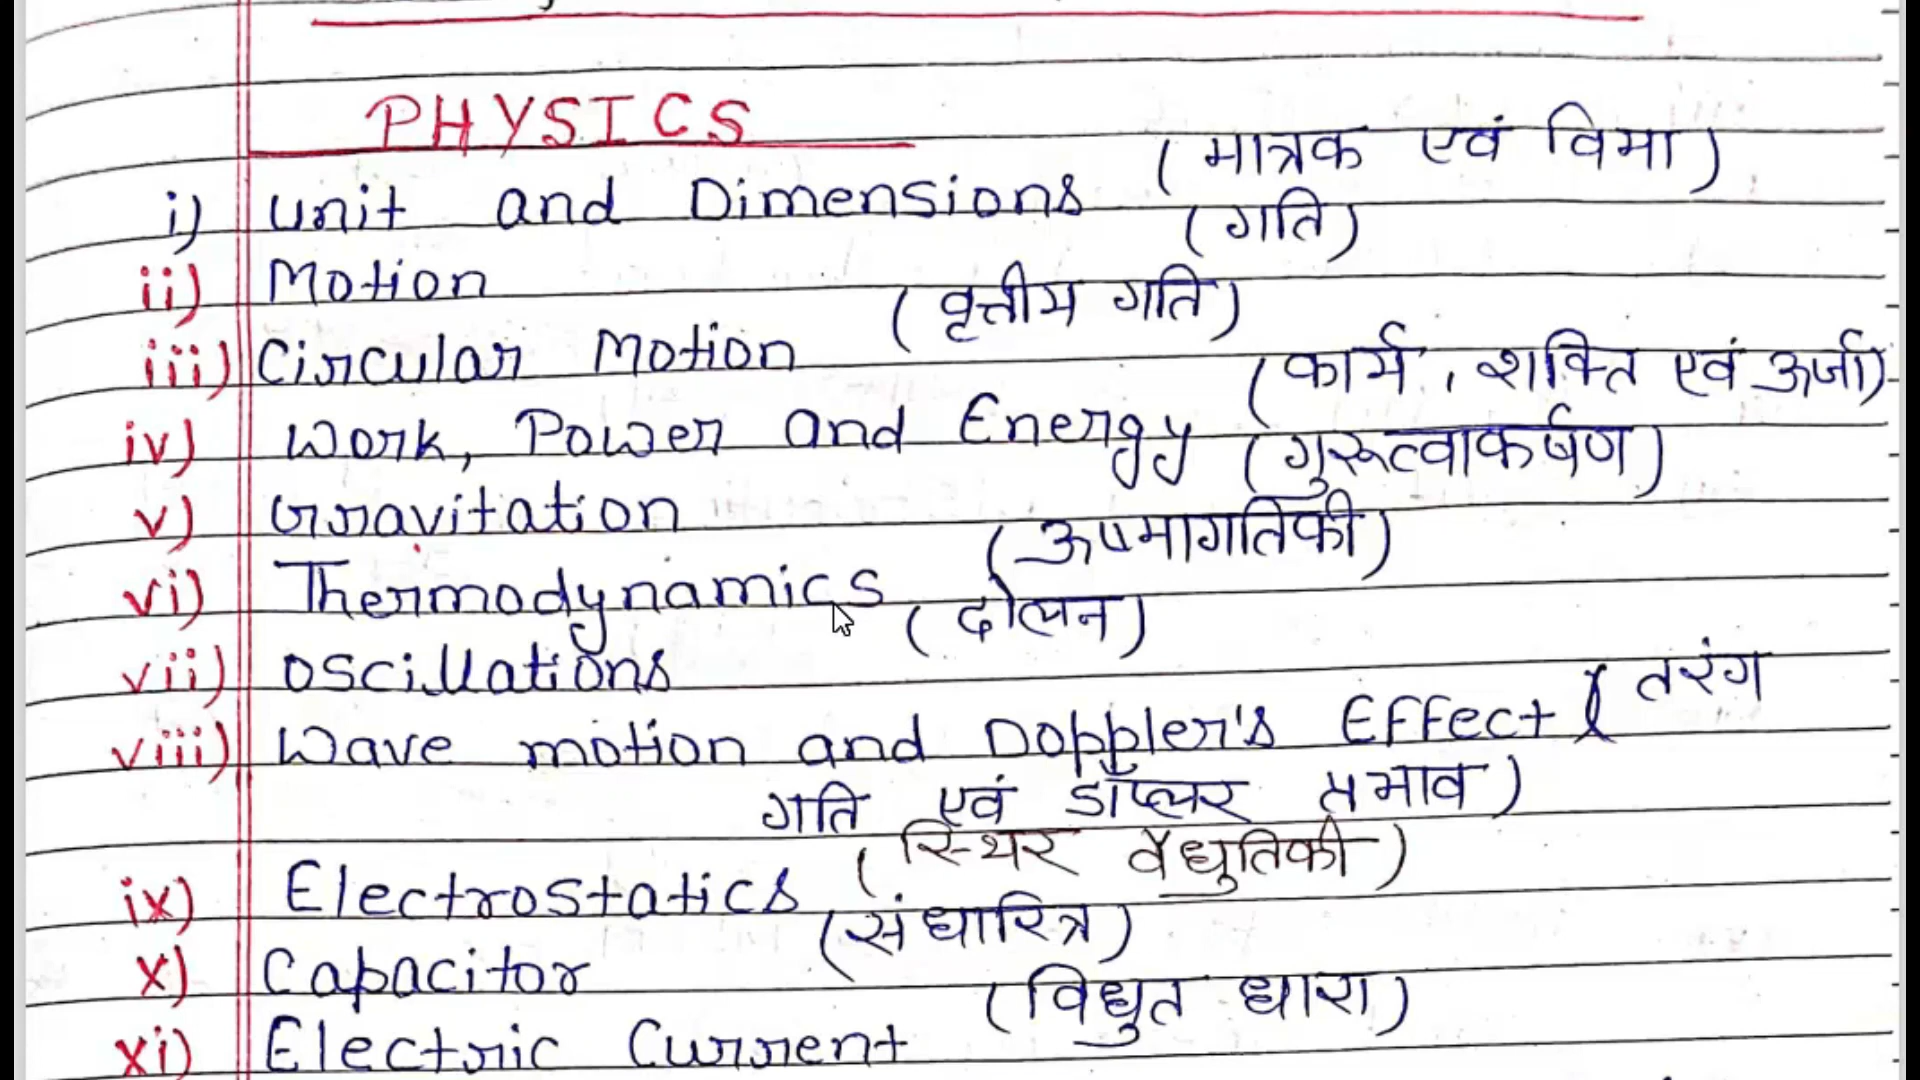 PHYSICS
i) Unit and Dimensions (मात्रक एवं विमा)
ii) Motion (गति)
iii) Circular Motion (वृत्तीय गति)
iv) Work, Power and Energy (कार्य, शक्ति एवं ऊर्जा)
v) Gravitation (गुरूत्वाकर्षण)
vi) Thermodynamics (ऊष्मागतिकी)
vii) Oscillations (दोलन)
viii) Wave motion and Doppler's Effect (तरंग
गति एवं डॉप्लर प्रभाव)
ix) Electrostatics (स्थिर वैधुतिकी)
x) Capacitor (संधारित्र)
xi) Electric Current (विधुत धारा)